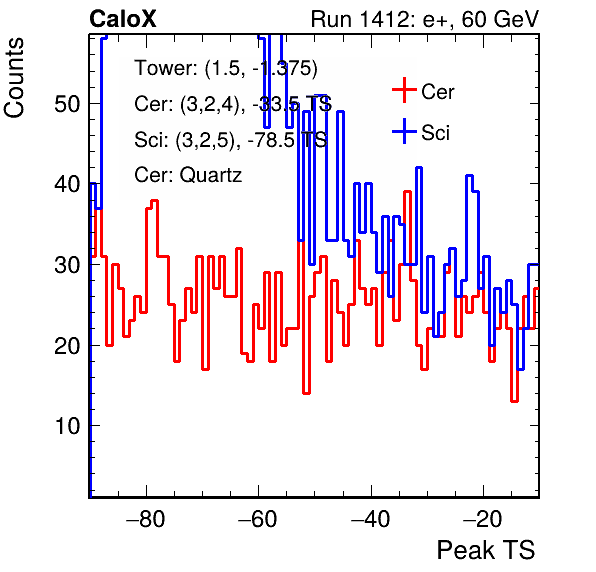 CaloX Run 1412: e+, 60 GeV
Counts
Tower: (1.5, -1.375)
Cer: (3,2,4), -33.5 TS
Sci: (3,2,5), -78.5 TS
Cer: Quartz
Cer
Sci
50
40
30
20
10
−80 −60 −40 −20
Peak TS